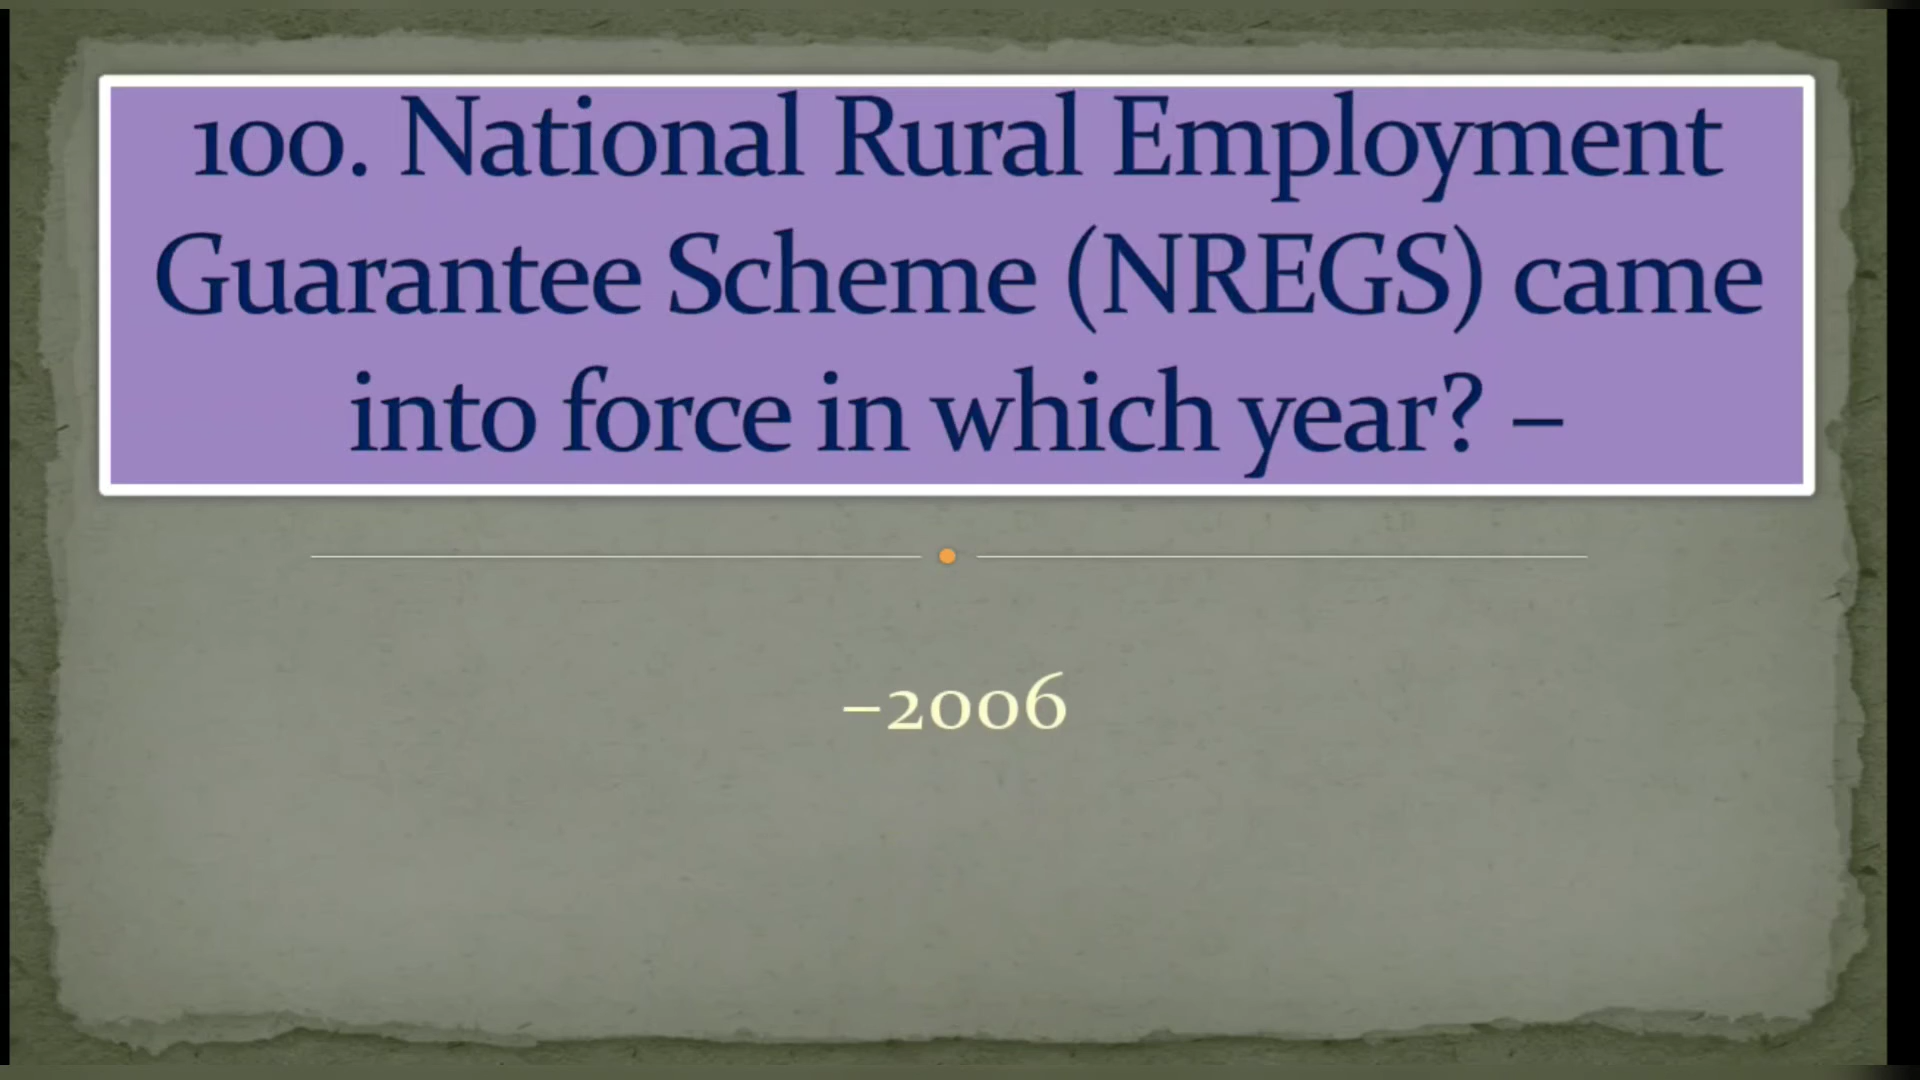 100. National Rural Employment
Guarantee Scheme (NREGS) came
into force in which year? –
–2006